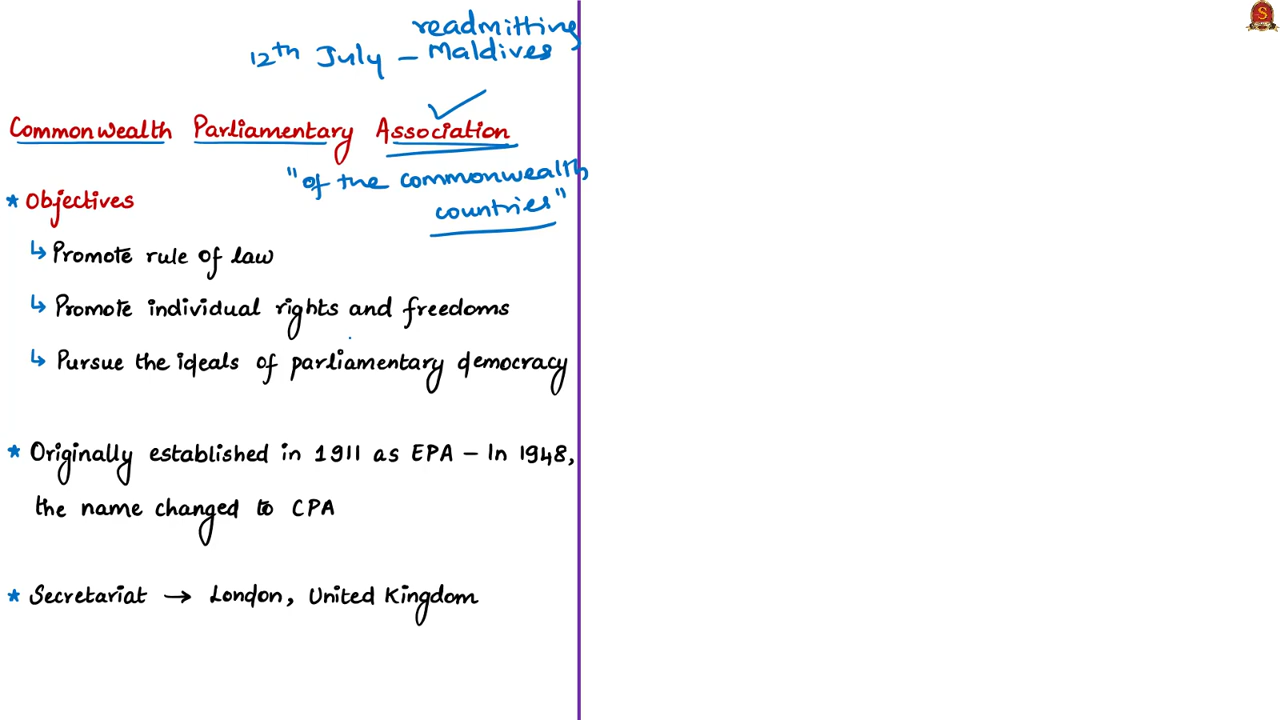 readmitting
12th July – Maldives
Commonwealth Parliamentary Association
"of the commonwealth
countries"
* Objectives
↳ Promote rule of law
↳ Promote individual rights and freedoms
↳ Pursue the ideals of parliamentary democracy
* Originally established in 1911 as EPA – In 1948,
the name changed to CPA
* Secretariat → London, United Kingdom
S